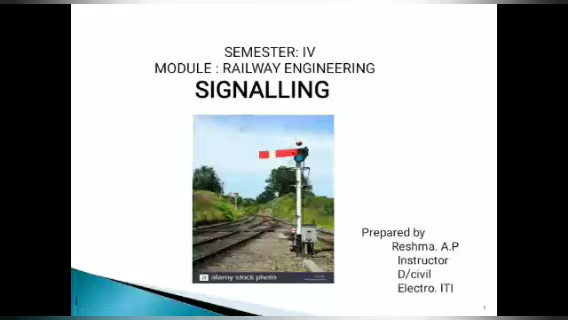 SEMESTER: IV
MODULE : RAILWAY ENGINEERING
SIGNALLING
alamy stock photo
Prepared by
Reshma. A.P
Instructor
D/civil
Electro. ITI